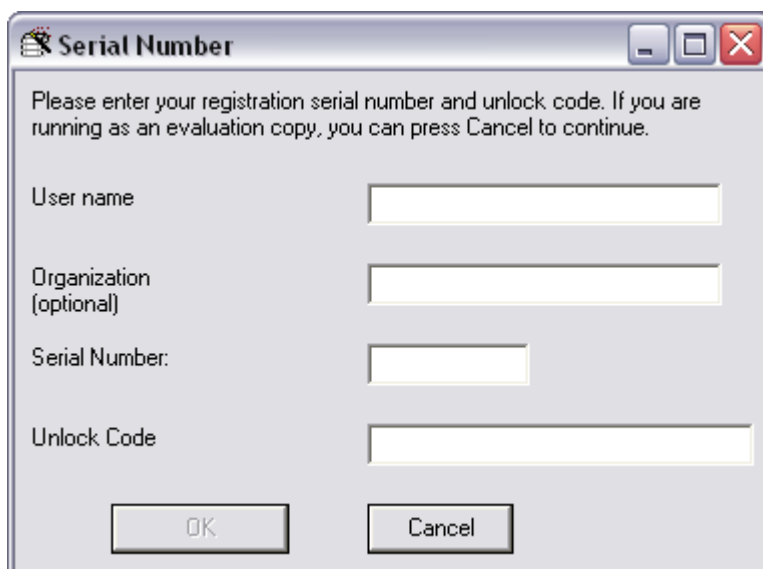 Serial Number
Please enter your registration serial number and unlock code. If you are
running as an evaluation copy, you can press Cancel to continue.
User name
Organization
(optional)
Serial Number:
Unlock Code
OK
Cancel